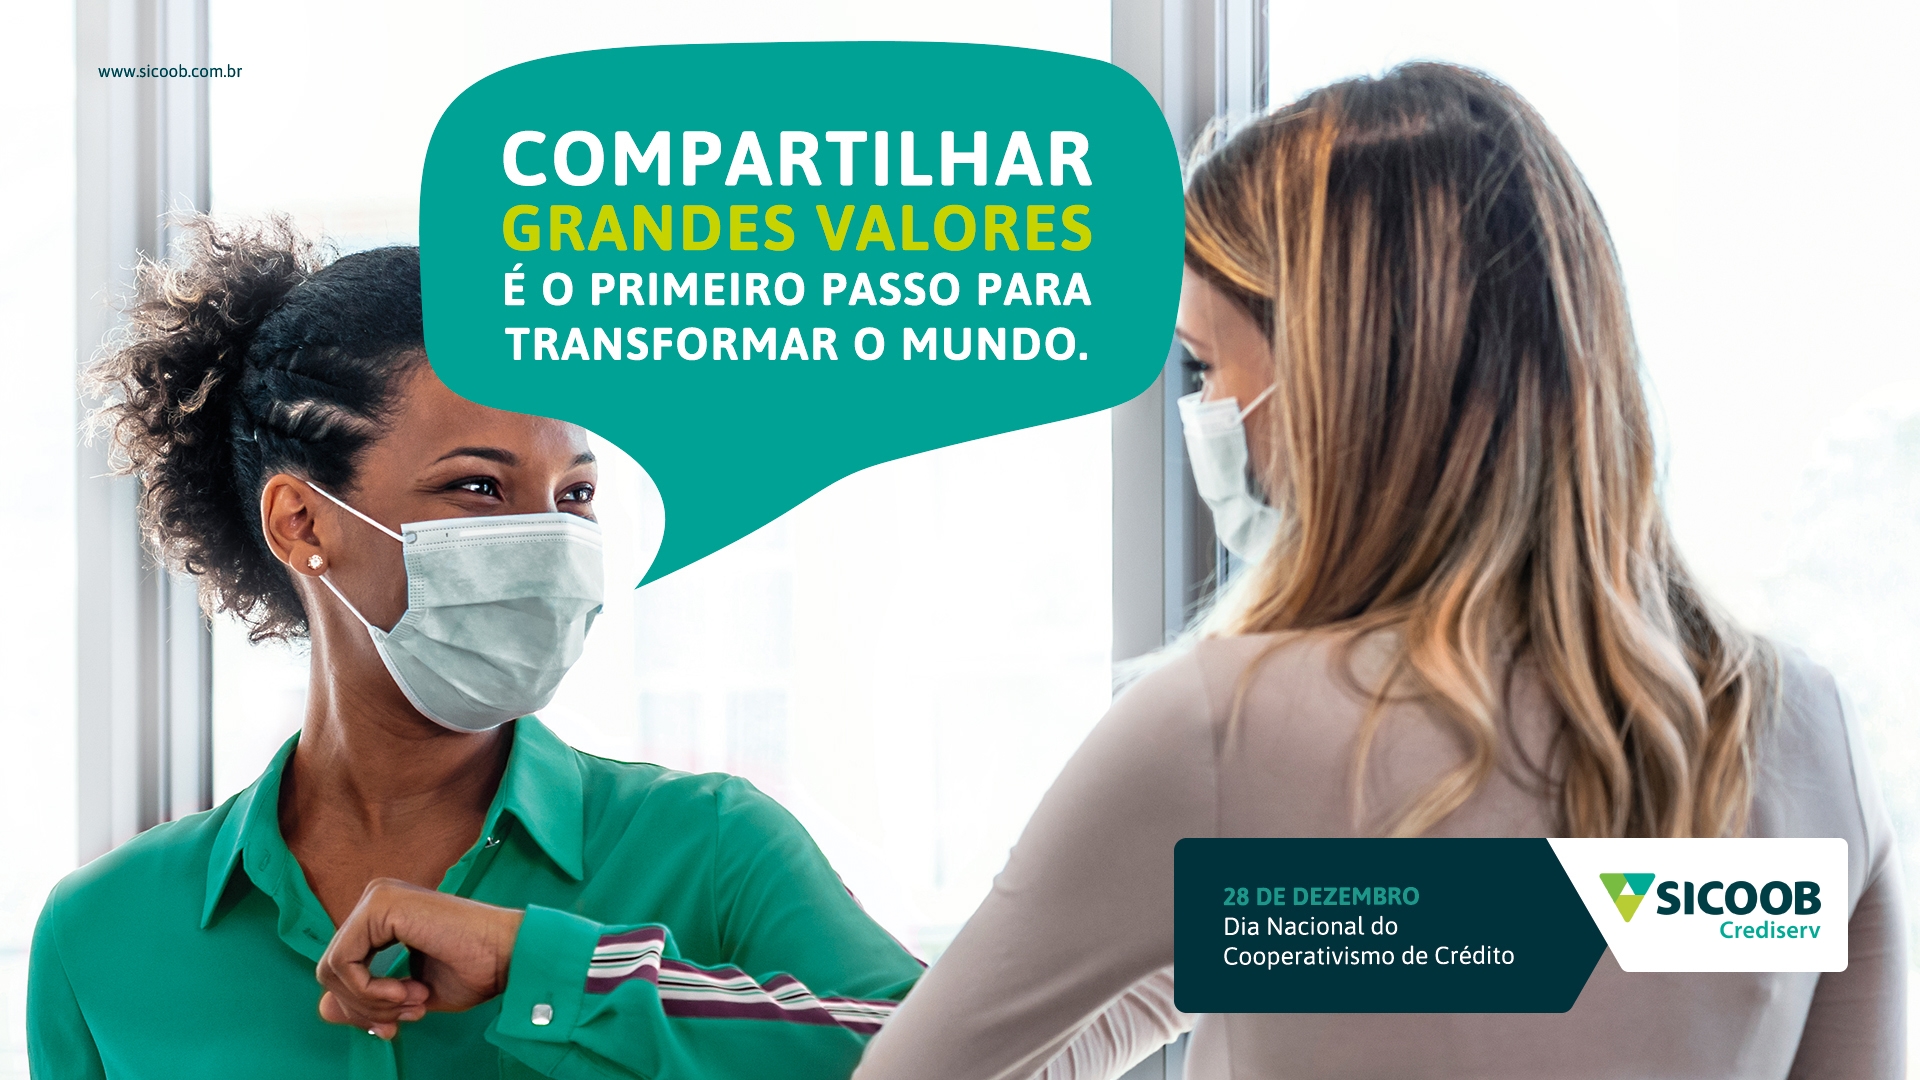 www.sicoob.com.br
COMPARTILHAR
GRANDES VALORES
É O PRIMEIRO PASSO PARA
TRANSFORMAR O MUNDO.
28 DE DEZEMBRO
Dia Nacional do
Cooperativismo de Crédito
SICOOB
Crediserv